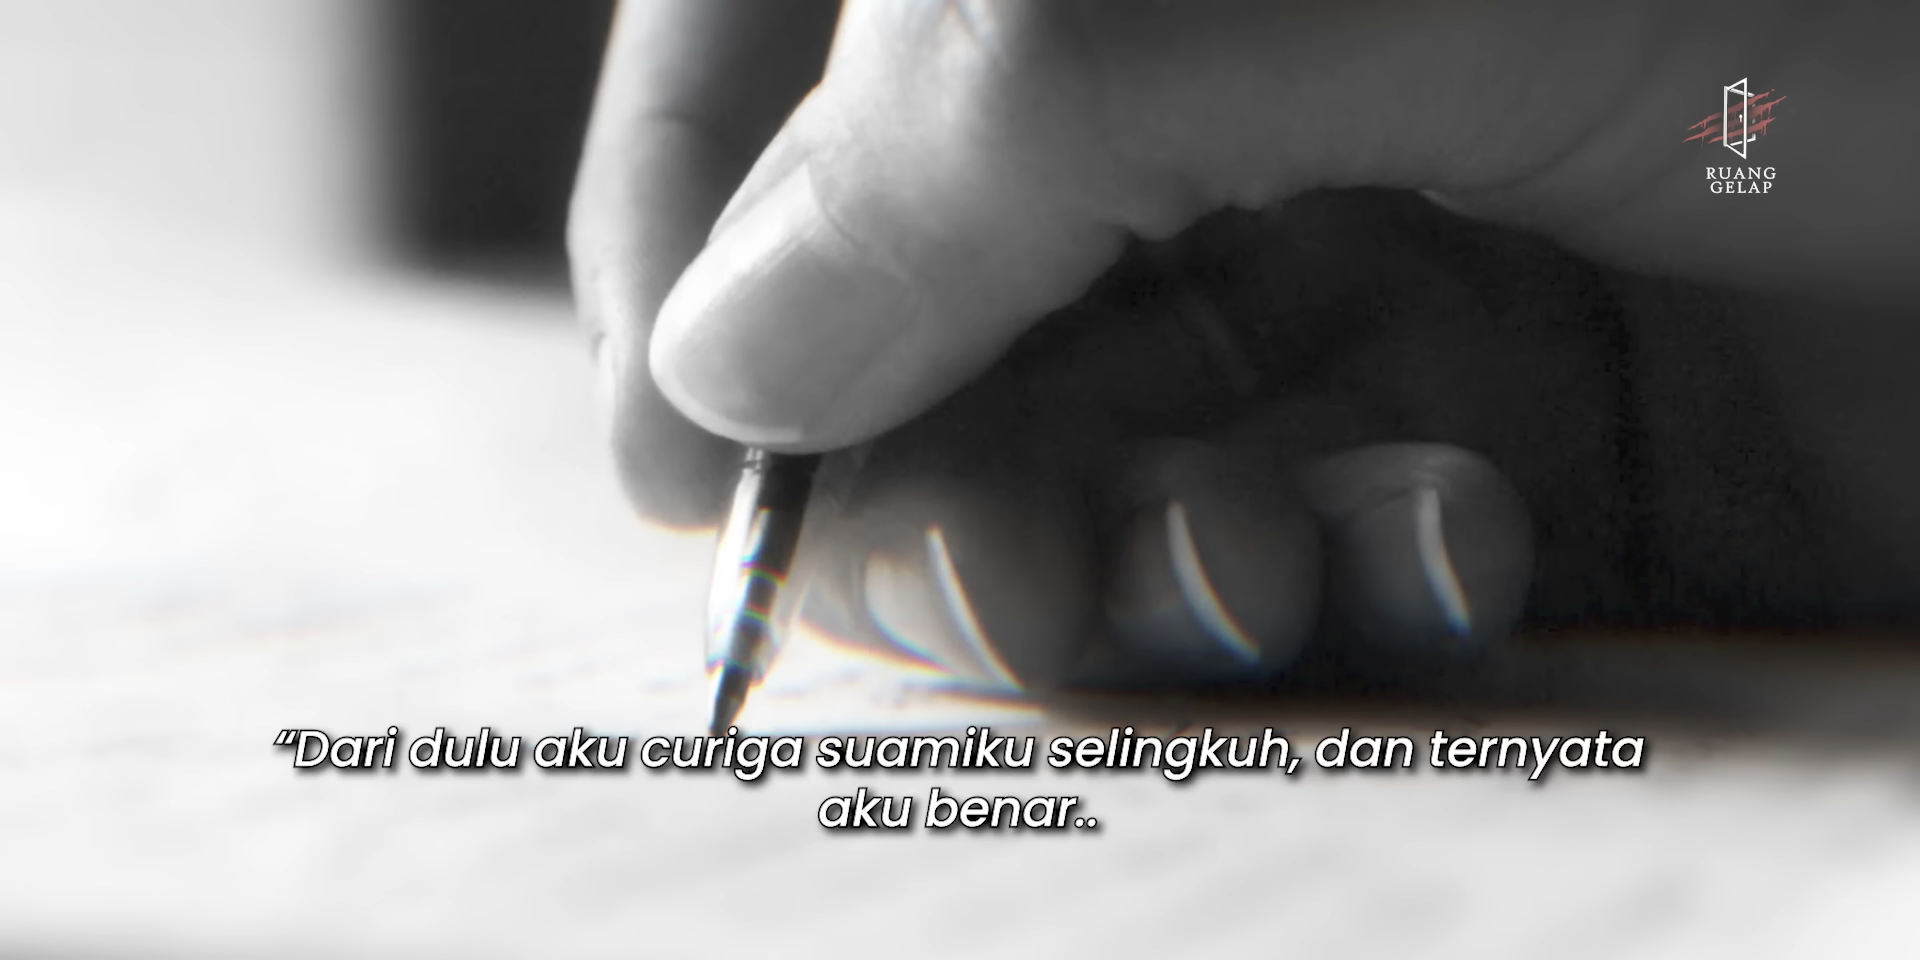 RUANG
GELAP
“Dari dulu aku curiga suamiku selingkuh, dan ternyata
aku benar..